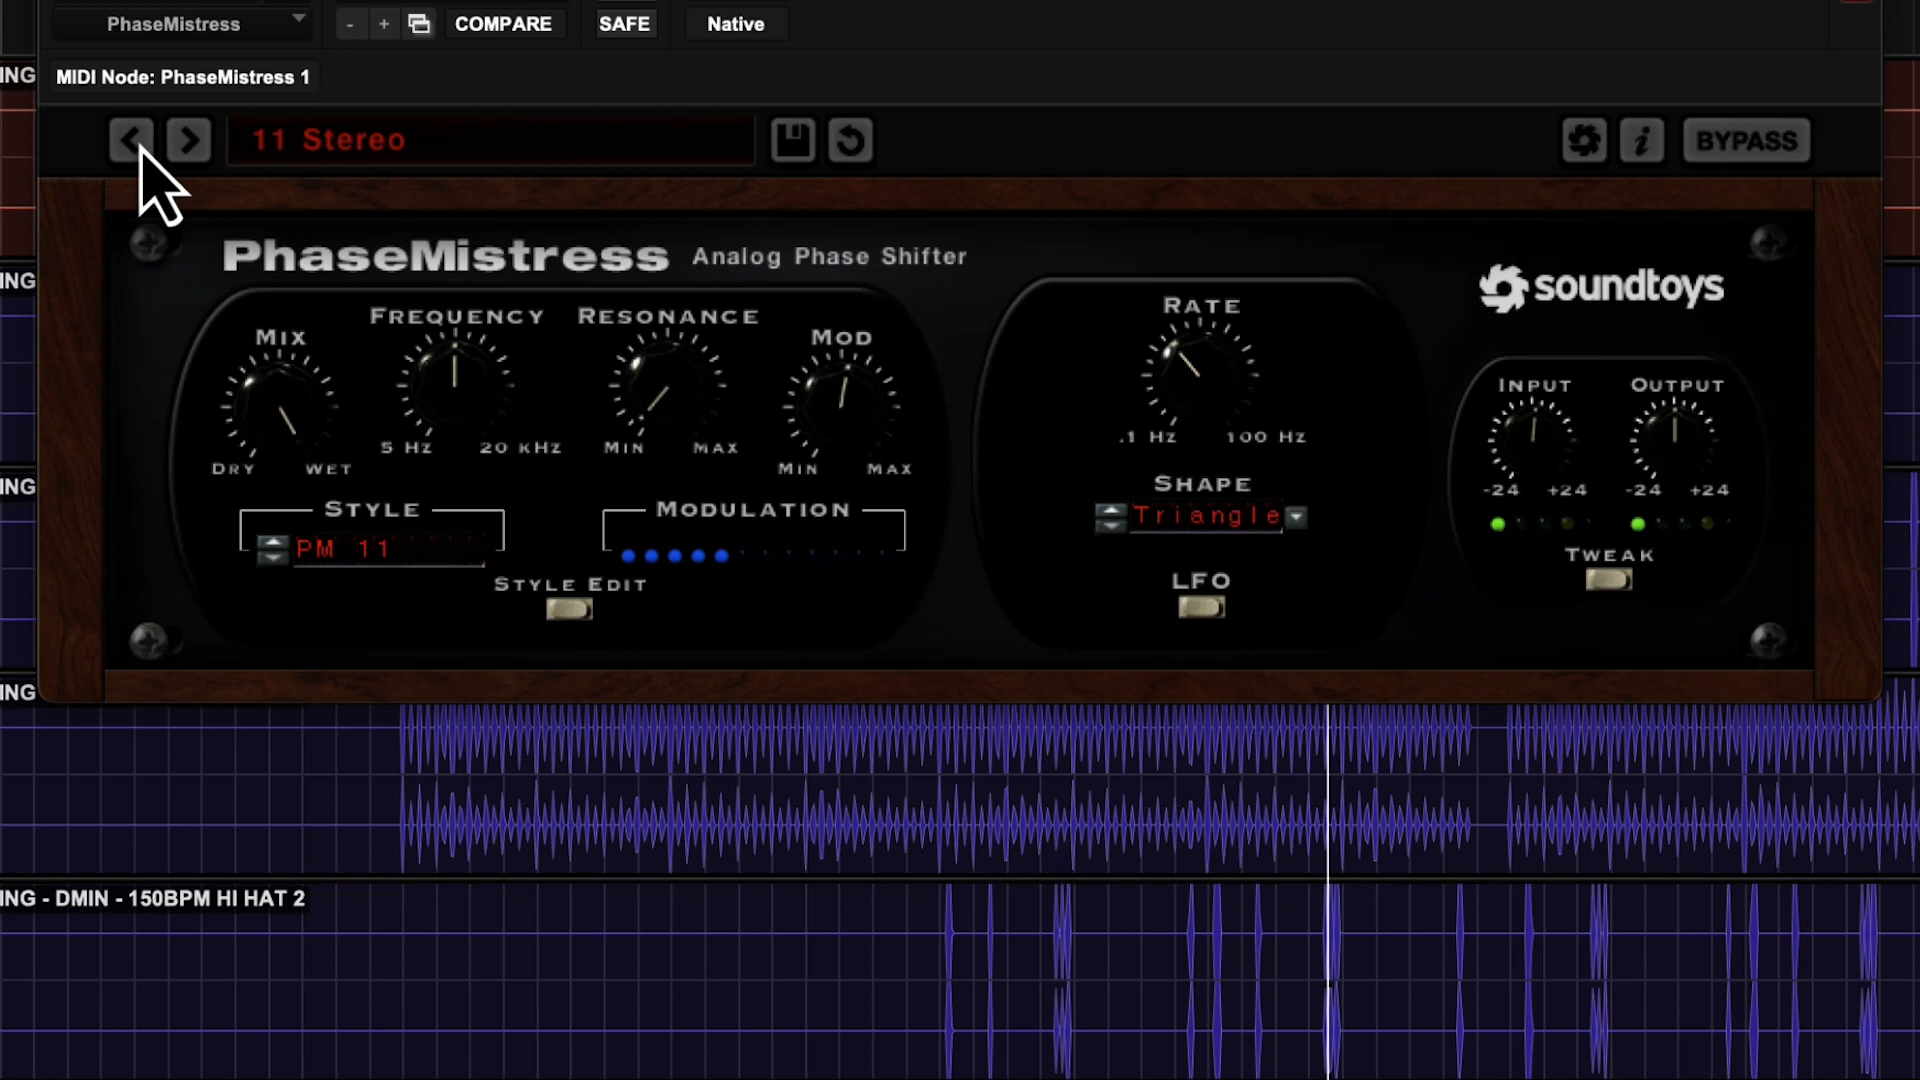 PhaseMistress - + COMPARE SAFE Native
MIDI Node: PhaseMistress 1
ING
11 Stereo i BYPASS
PhaseMistress Analog Phase Shifter
soundtoys
ING
MIX FREQUENCY RESONANCE MOD
DRY WET 5 HZ 20 KHZ MIN MAX MIN MAX
RATE
.1 HZ 100 HZ
INPUT OUTPUT
-24 +24 -24 +24
ING
STYLE MODULATION
PM 11
STYLE EDIT
SHAPE
Triangle
LFO
TWEAK
ING
ING - DMIN - 150BPM HI HAT 2